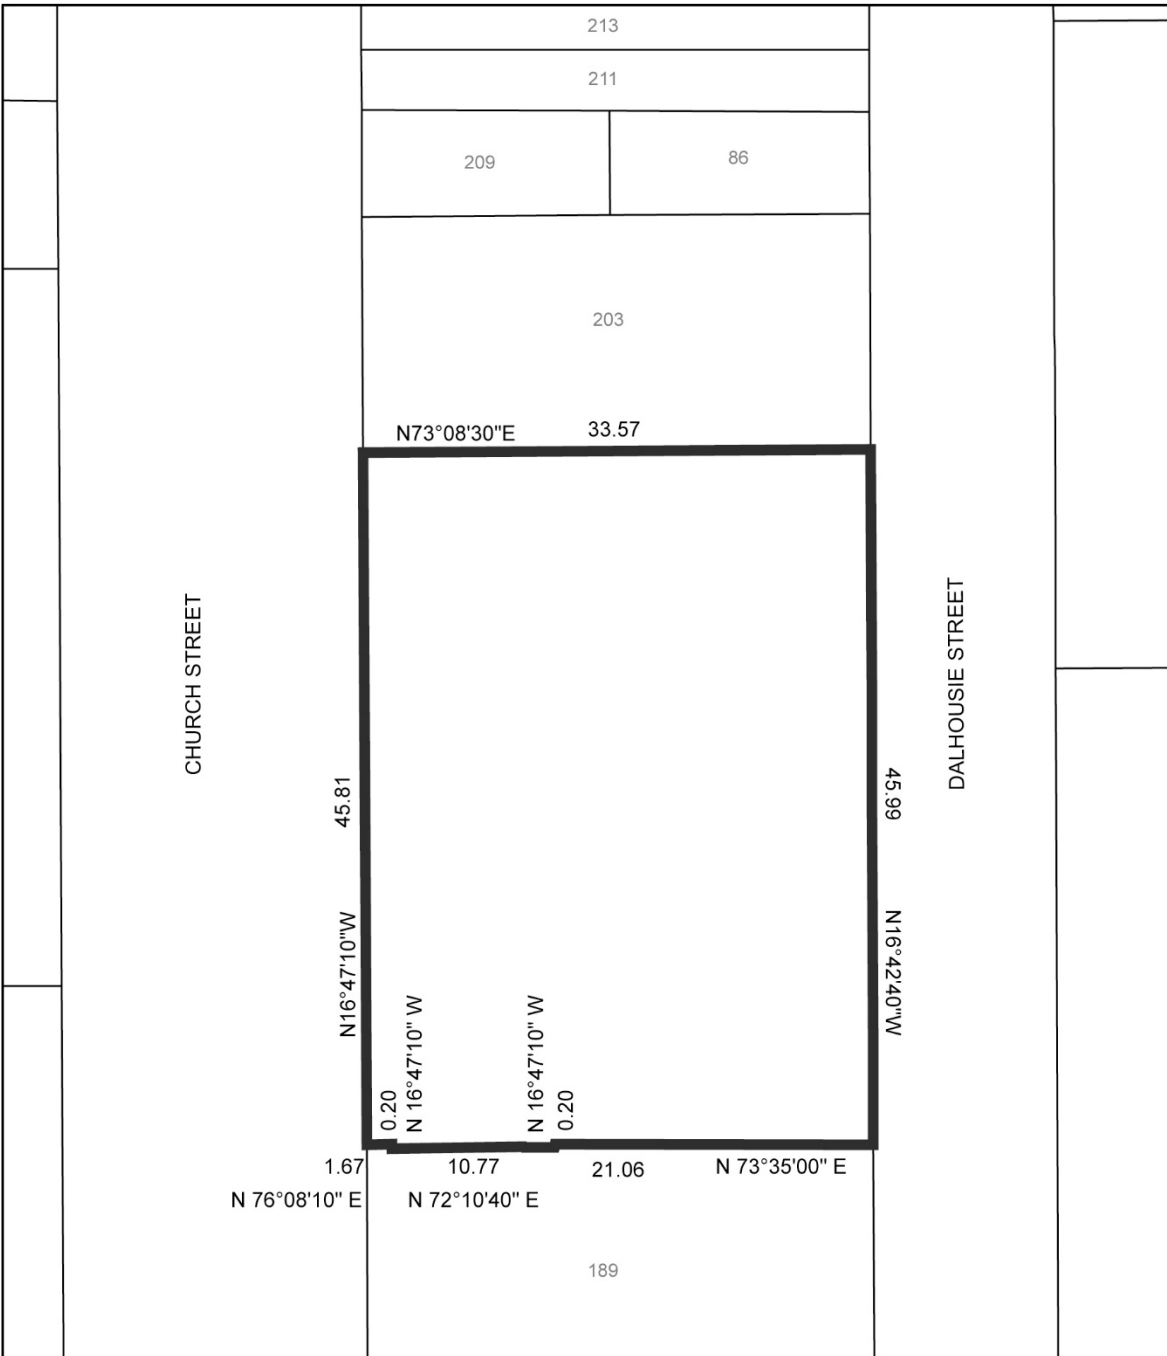 213
211
209
86
203
N73°08'30"E
33.57
CHURCH STREET
DALHOUSIE STREET
45.81
45.99
N16°47'10"W
N16°42'40"W
0.20
N 16°47'10" W
N 16°47'10" W
0.20
1.67
10.77
21.06
N 73°35'00" E
N 76°08'10" E
N 72°10'40" E
189